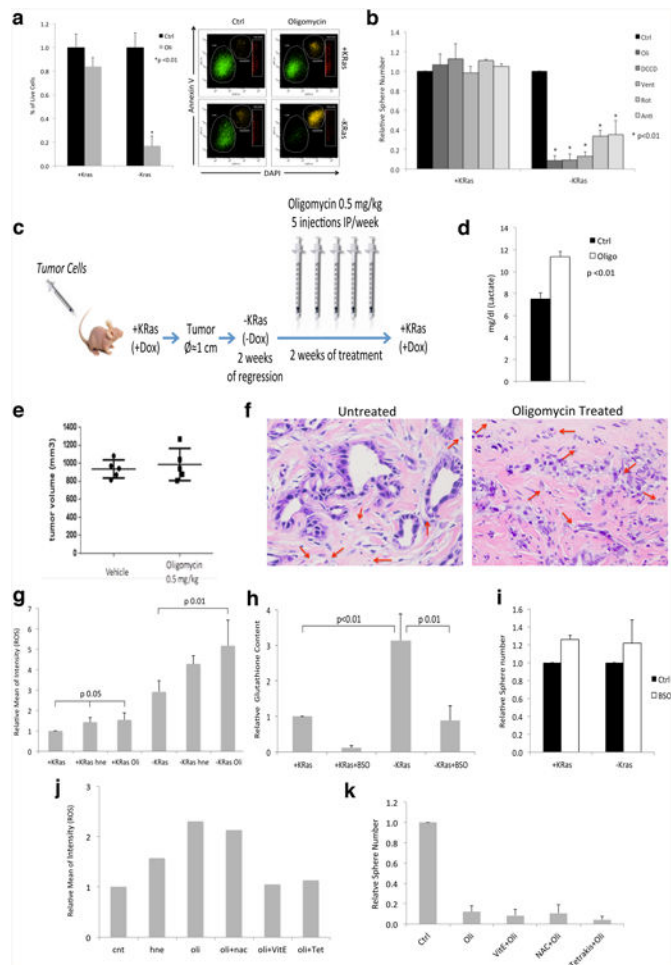 a
% of Live Cells
1.2
1.0
0.8
0.6
0.4
0.2
0.0
+Kras
-Kras
Ctrl
Oli
*p <0.01
*
Ctrl
Oligomycin
+KRas
-KRas
Annexin V
DAPI
b
Relative Sphere Number
1.4
1.2
1.0
0.8
0.6
0.4
0.2
0.0
+KRas
-KRas
* * * * *
Ctrl
Oli
DCCD
Vent
Rot
Anti
* p<0.01
c
Oligomycin 0.5 mg/kg
5 injections IP/week
Tumor Cells
+KRas
(+Dox)
Tumor
Ø≈1 cm
-KRas
(-Dox)
2 weeks
of regression
2 weeks of treatment
+KRas
(+Dox)
d
mg/dl (Lactate)
14
12
10
8
6
4
2
0
Ctrl
Oligo
p <0.01
e
tumor volume (mm3)
1400
1200
1000
800
600
400
200
0
Vehicle
Oligomycin
0.5 mg/kg
f
Untreated
Oligomycin Treated
g
Relative Mean of Intensity (ROS)
7
6
5
4
3
2
1
0
p 0.05
p 0.01
+KRas
+KRas hne
+KRas Oli
-KRas
-KRas hne
-KRas Oli
h
Relative Glutathione Content
4
3
2
1
0
p<0.01
p 0.01
+KRas
+KRas+BSO
-KRas
-KRas+BSO
i
Relative Sphere number
1.6
1.4
1.2
1.0
0.8
0.6
0.4
0.2
0.0
+KRas
-Kras
Ctrl
BSO
j
Relative Mean of Intensity (ROS)
3
2
1
0
cnt
hne
oli
oli+nac
oli+VitE
oli+Tet
k
Relatve Sphere Number
1.2
1.0
0.8
0.6
0.4
0.2
0.0
Ctrl
Oli
VitE+Oli
NAC+Oli
Tetrakis+Oli